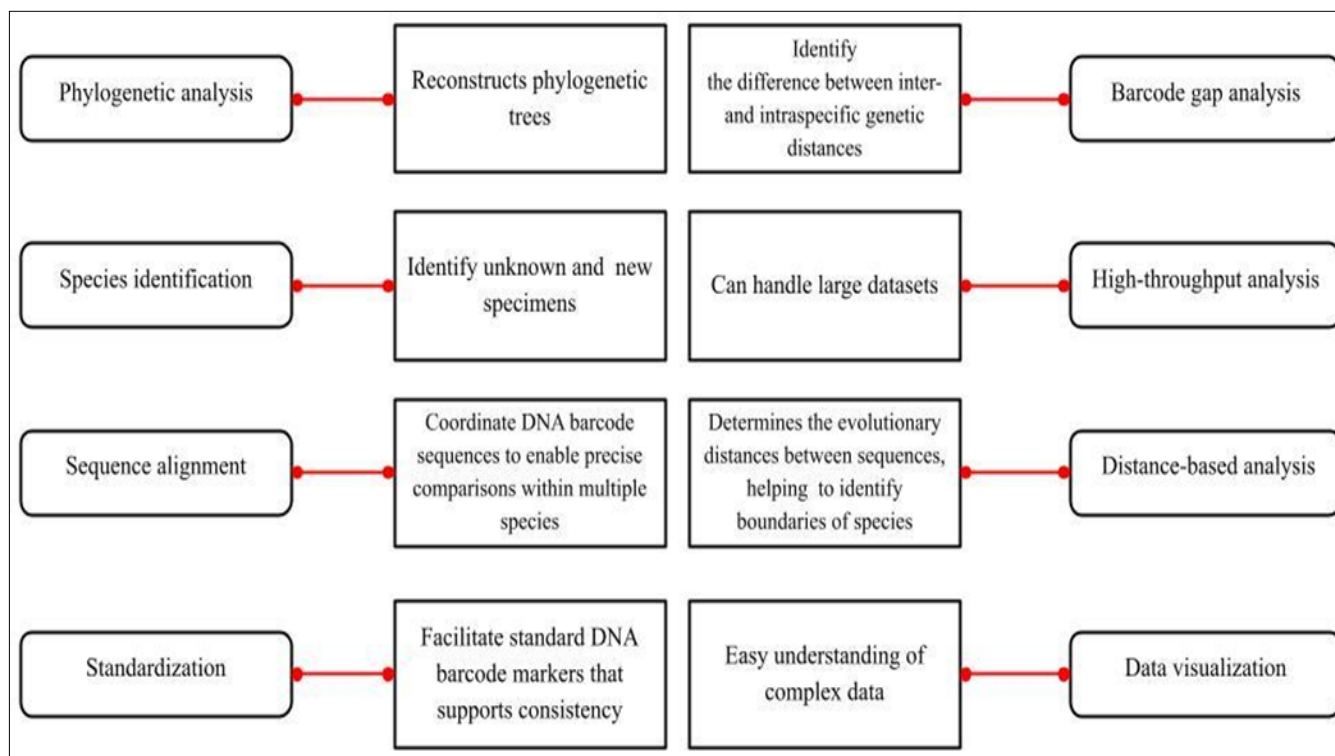 Phylogenetic analysis
Reconstructs phylogenetic
trees
Identify
the difference between inter-
and intraspecific genetic
distances
Barcode gap analysis
Species identification
Identify unknown and new
specimens
Can handle large datasets
High-throughput analysis
Sequence alignment
Coordinate DNA barcode
sequences to enable precise
comparisons within multiple
species
Determines the evolutionary
distances between sequences,
helping to identify
boundaries of species
Distance-based analysis
Standardization
Facilitate standard DNA
barcode markers that
supports consistency
Easy understanding of
complex data
Data visualization